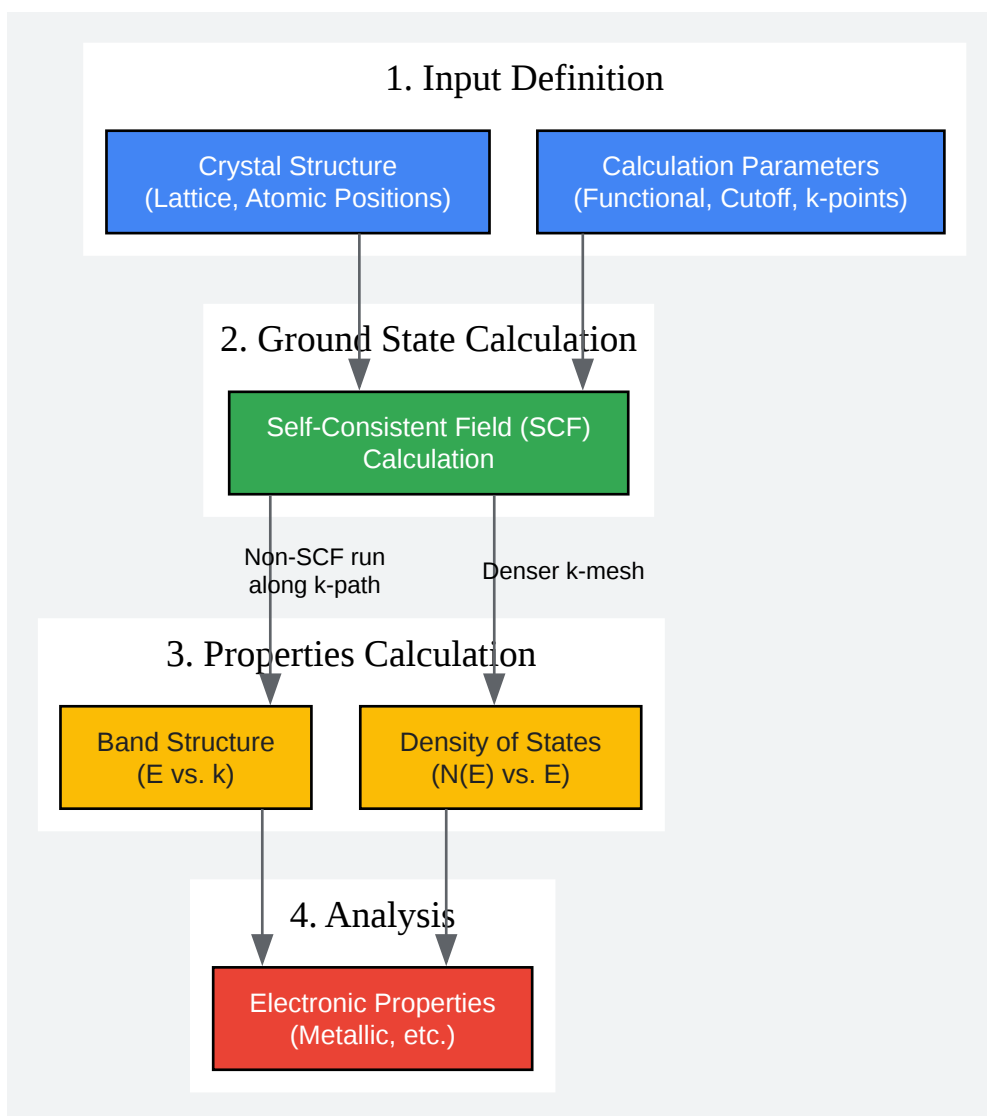 1. Input Definition
Crystal Structure
(Lattice, Atomic Positions)
Calculation Parameters
(Functional, Cutoff, k-points)
2. Ground State Calculation
Self-Consistent Field (SCF)
Calculation
Non-SCF run
along k-path
Denser k-mesh
3. Properties Calculation
Band Structure
(E vs. k)
Density of States
(N(E) vs. E)
4. Analysis
Electronic Properties
(Metallic, etc.)